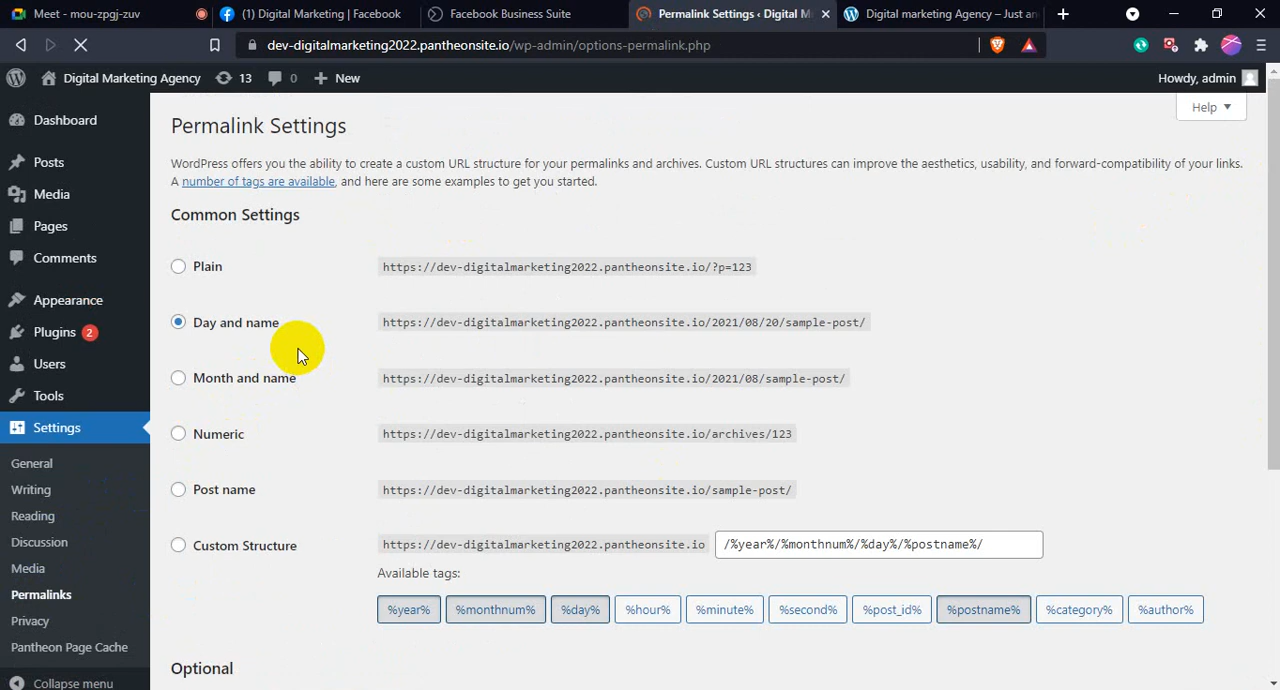 Meet - mou-zpgj-zuv
(1) Digital Marketing | Facebook
Facebook Business Suite
Permalink Settings ‹ Digital M
Digital marketing Agency – Just an
dev-digitalmarketing2022.pantheonsite.io/wp-admin/options-permalink.php
Digital Marketing Agency
13
0
New
Howdy, admin
Help
Dashboard
Posts
Media
Pages
Comments
Appearance
Plugins 2
Users
Tools
Settings
General
Writing
Reading
Discussion
Media
Permalinks
Privacy
Pantheon Page Cache
Collapse menu
Permalink Settings
WordPress offers you the ability to create a custom URL structure for your permalinks and archives. Custom URL structures can improve the aesthetics, usability, and forward-compatibility of your links.
A number of tags are available, and here are some examples to get you started.
Common Settings
Plain https://dev-digitalmarketing2022.pantheonsite.io/?p=123
Day and name https://dev-digitalmarketing2022.pantheonsite.io/2021/08/20/sample-post/
Month and name https://dev-digitalmarketing2022.pantheonsite.io/2021/08/sample-post/
Numeric https://dev-digitalmarketing2022.pantheonsite.io/archives/123
Post name https://dev-digitalmarketing2022.pantheonsite.io/sample-post/
Custom Structure https://dev-digitalmarketing2022.pantheonsite.io /%year%/%monthnum%/%day%/%postname%/
Available tags:
%year% %monthnum% %day% %hour% %minute% %second% %post_id% %postname% %category% %author%
Optional